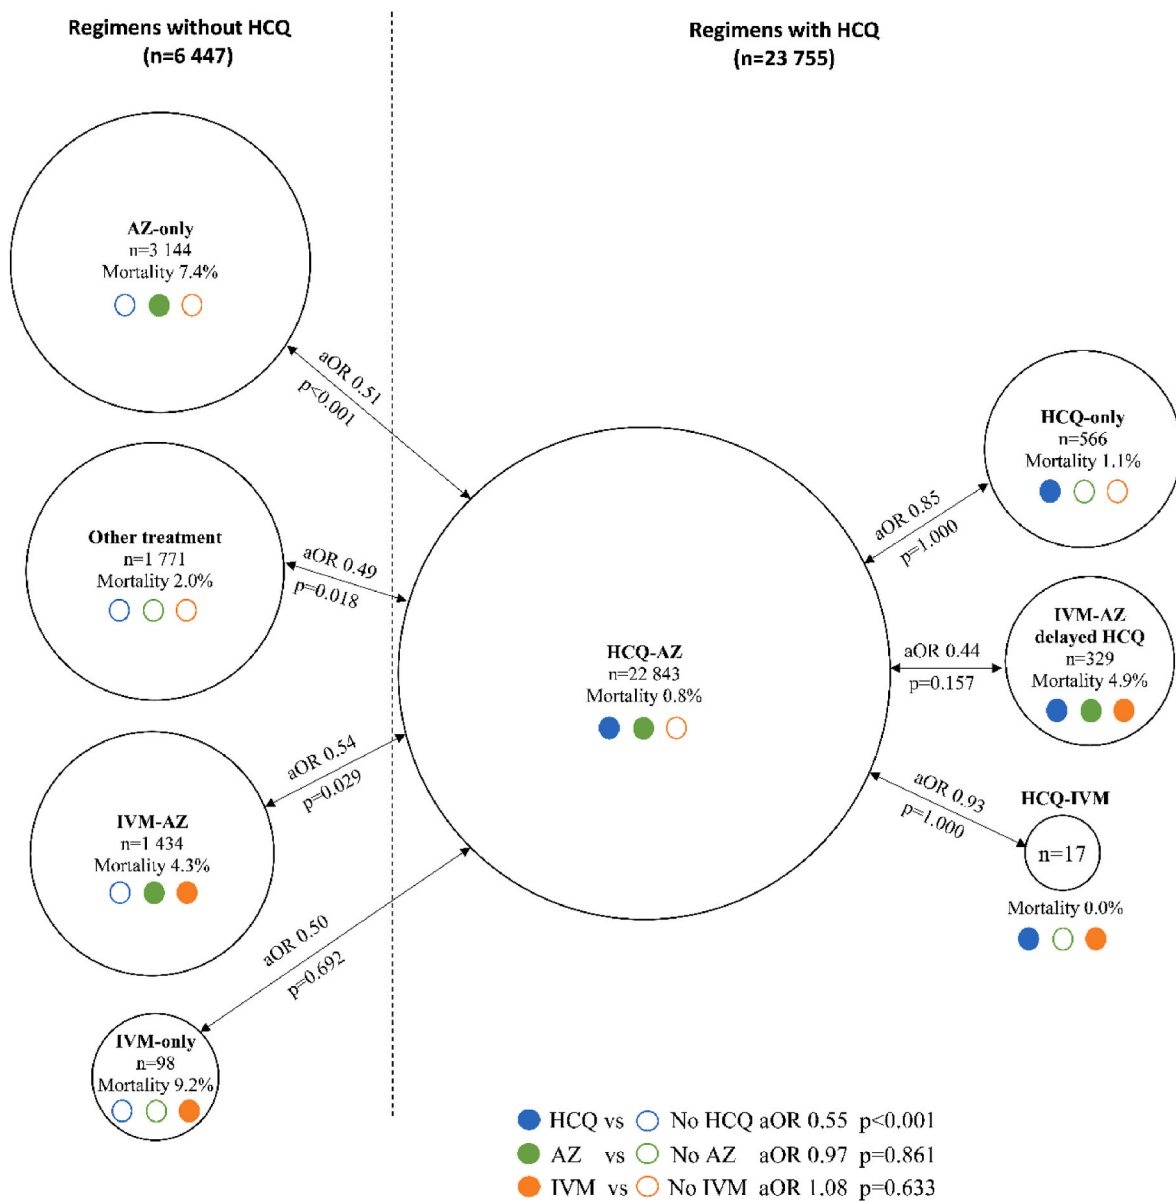 Regimens without HCQ
(n=6 447)
Regimens with HCQ
(n=23 755)
AZ-only
n=3 144
Mortality 7.4%
aOR 0.51
p<0.001
Other treatment
n=1 771
Mortality 2.0%
aOR 0.49
p=0.018
IVM-AZ
n=1 434
Mortality 4.3%
aOR 0.54
p=0.029
IVM-only
n=98
Mortality 9.2%
aOR 0.50
p=0.692
HCQ-AZ
n=22 843
Mortality 0.8%
HCQ-only
n=566
Mortality 1.1%
aOR 0.85
p=1.000
IVM-AZ
delayed HCQ
n=329
Mortality 4.9%
aOR 0.44
p=0.157
HCQ-IVM
n=17
Mortality 0.0%
aOR 0.93
p=1.000
HCQ vs No HCQ aOR 0.55 p<0.001
AZ vs No AZ aOR 0.97 p=0.861
IVM vs No IVM aOR 1.08 p=0.633